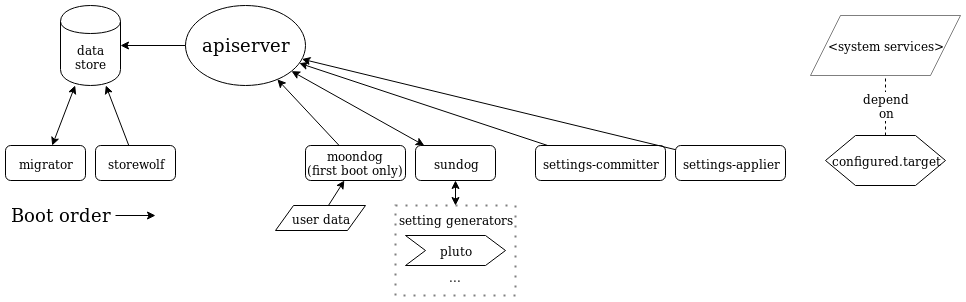 data
store
apiserver
<system services>
depend
on
configured.target
migrator
storewolf
moondog
(first boot only)
sundog
settings-committer
settings-applier
Boot order
user data
setting generators
pluto
...